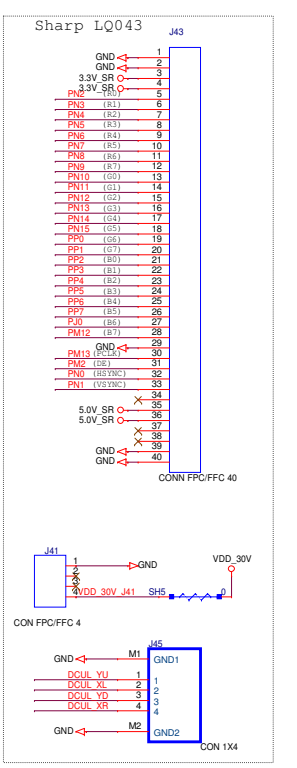 Sharp LQ043
J43
GND 1
GND 2
3.3V_SR 3
3.3V_SR 4
PN2 (R0) 5
PN3 (R1) 6
PN4 (R2) 7
PN5 (R3) 8
PN6 (R4) 9
PN7 (R5) 10
PN8 (R6) 11
PN9 (R7) 12
PN10 (G0) 13
PN11 (G1) 14
PN12 (G2) 15
PN13 (G3) 16
PN14 (G4) 17
PN15 (G5) 18
PP0 (G6) 19
PP1 (G7) 20
PP2 (B0) 21
PP3 (B1) 22
PP4 (B2) 23
PP5 (B3) 24
PP6 (B4) 25
PP7 (B5) 26
PJ0 (B6) 27
PM12 (B7) 28
GND 29
PM13 (PCLK) 30
PM2 (DE) 31
PN0 (HSYNC) 32
PN1 (VSYNC) 33
34
5.0V_SR 35
5.0V_SR 36
37
38
GND 39
GND 40
CONN FPC/FFC 40
J41
VDD_30V
1 GND
2
3
4 VDD_30V_J41 SH5 0
CON FPC/FFC 4
J45
GND M1 GND1
DCUL_YU 1 1
DCUL_XL 2 2
DCUL_YD 3 3
DCUL_XR 4 4
GND M2 GND2
CON 1X4